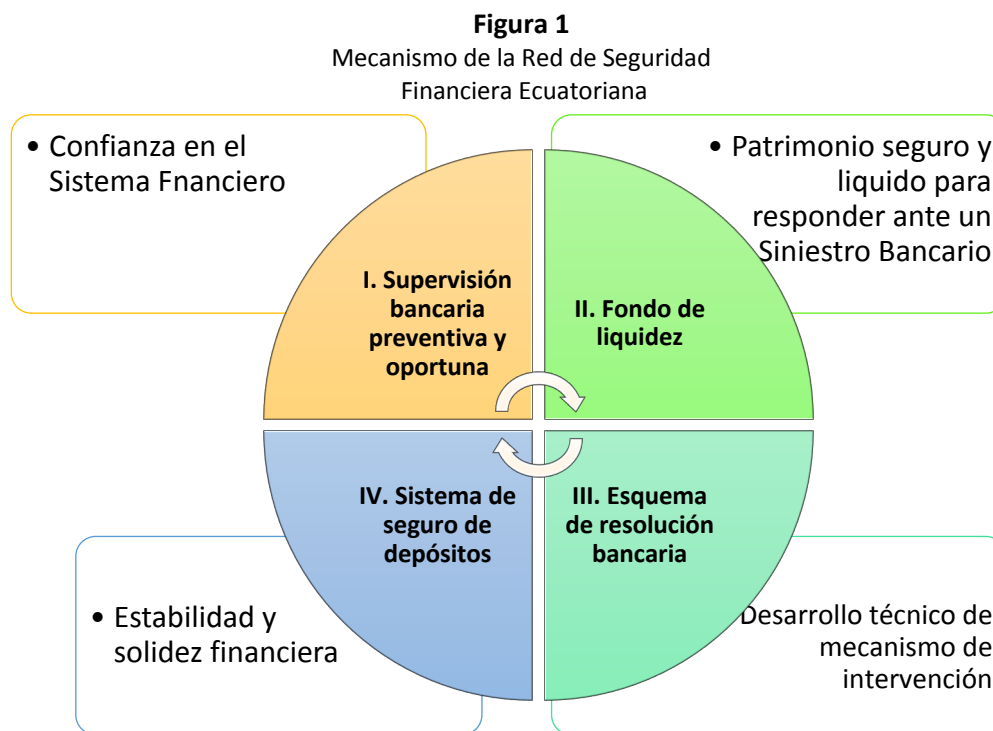 Figura 1
Mecanismo de la Red de Seguridad
Financiera Ecuatoriana
• Confianza en el
Sistema Fnanciero
• Patrimonio seguro y
liquido para
responder ante un
Siniestro Bancario
I. Supervisión
bancaria
preventiva y
oportuna
II. Fondo de
liquidez
IV. Sistema de
seguro de
depósitos
III. Esquema
de resolución
bancaria
• Estabilidad y
solidez financiera
Desarrollo técnico de
mecanismo de
intervención